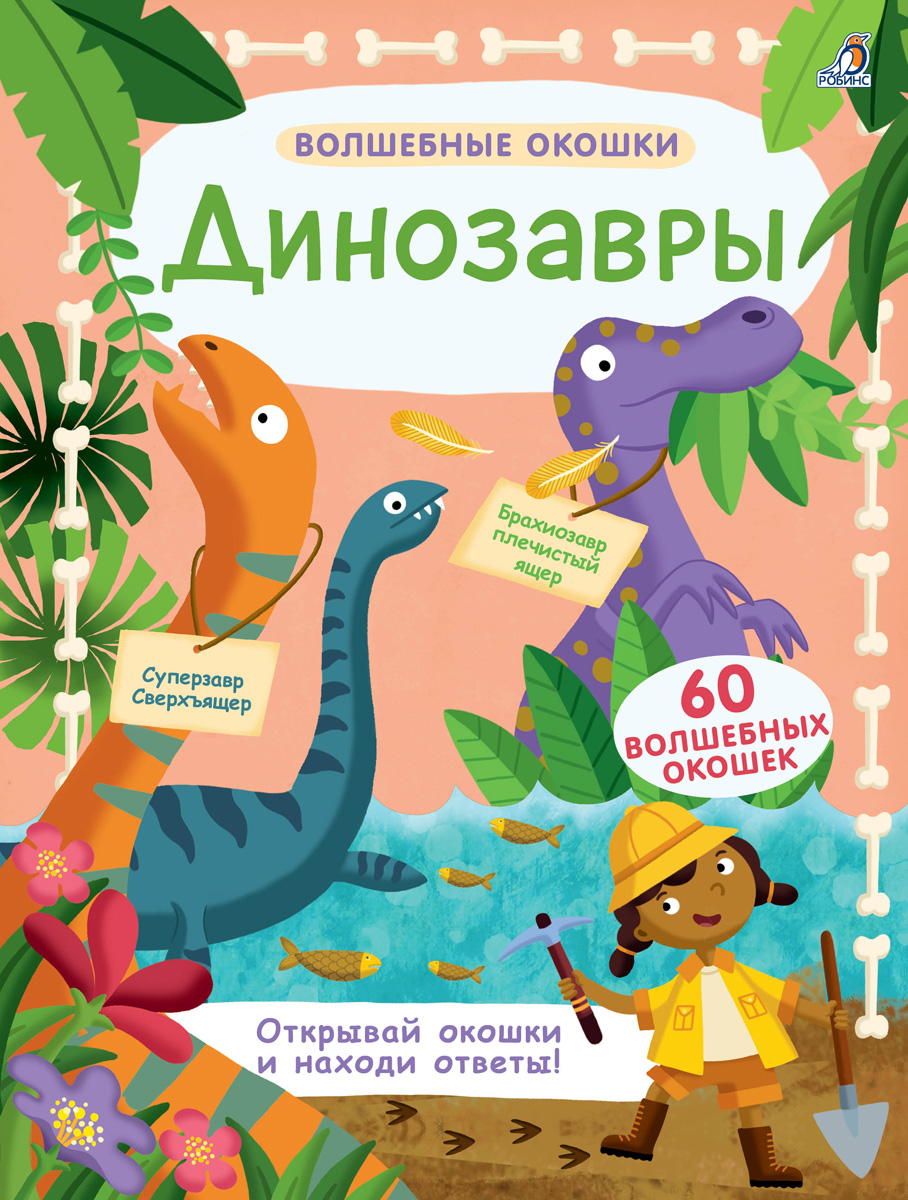 РОБИНС
ВОЛШЕБНЫЕ ОКОШКИ
Динозавры
Брахиозавр
плечистый
ящер
Суперзавр
Сверхъящер
60
ВОЛШЕБНЫХ
ОКОШЕК
Открывай окошки
и находи ответы!